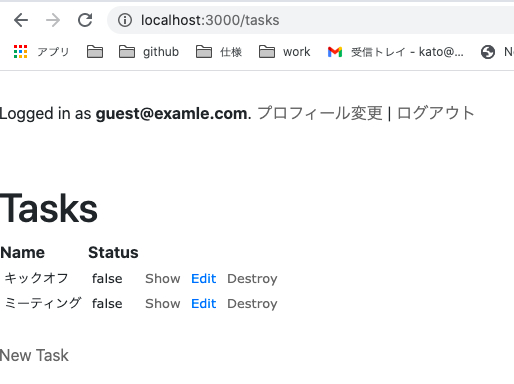 localhost:3000/tasks
アプリ github 仕様 work 受信トレイ - kato@...
Logged in as guest@examle.com. プロフィール変更 | ログアウト
Tasks
Name Status
キックオフ false Show Edit Destroy
ミーティング false Show Edit Destroy
New Task